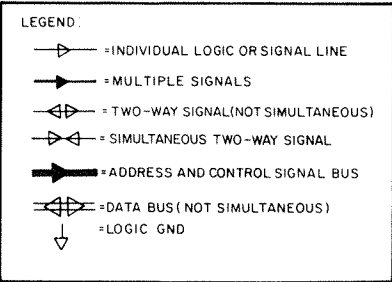 LEGEND:
=INDIVIDUAL LOGIC OR SIGNAL LINE
=MULTIPLE SIGNALS
=TWO-WAY SIGNAL(NOT SIMULTANEOUS)
=SIMULTANEOUS TWO-WAY SIGNAL
=ADDRESS AND CONTROL SIGNAL BUS
=DATA BUS(NOT SIMULTANEOUS)
=LOGIC GND